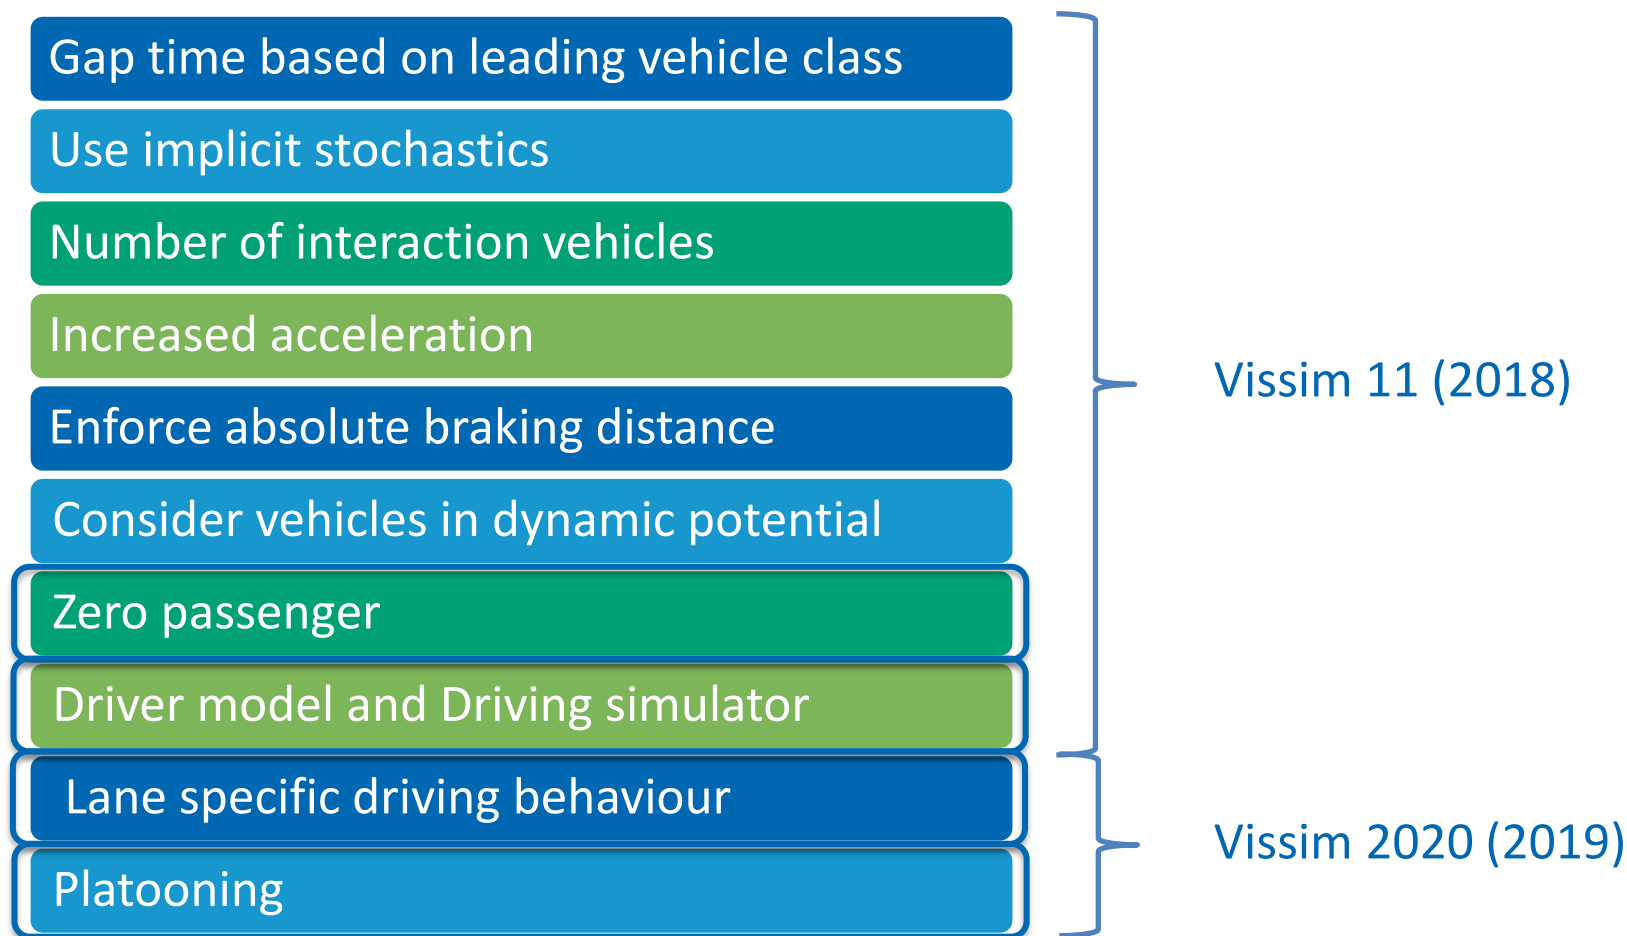 Gap time based on leading vehicle class
Use implicit stochastics
Number of interaction vehicles
Increased acceleration
Enforce absolute braking distance
Consider vehicles in dynamic potential
Zero passenger
Driver model and Driving simulator
Lane specific driving behaviour
Platooning
Vissim 11 (2018)
Vissim 2020 (2019)